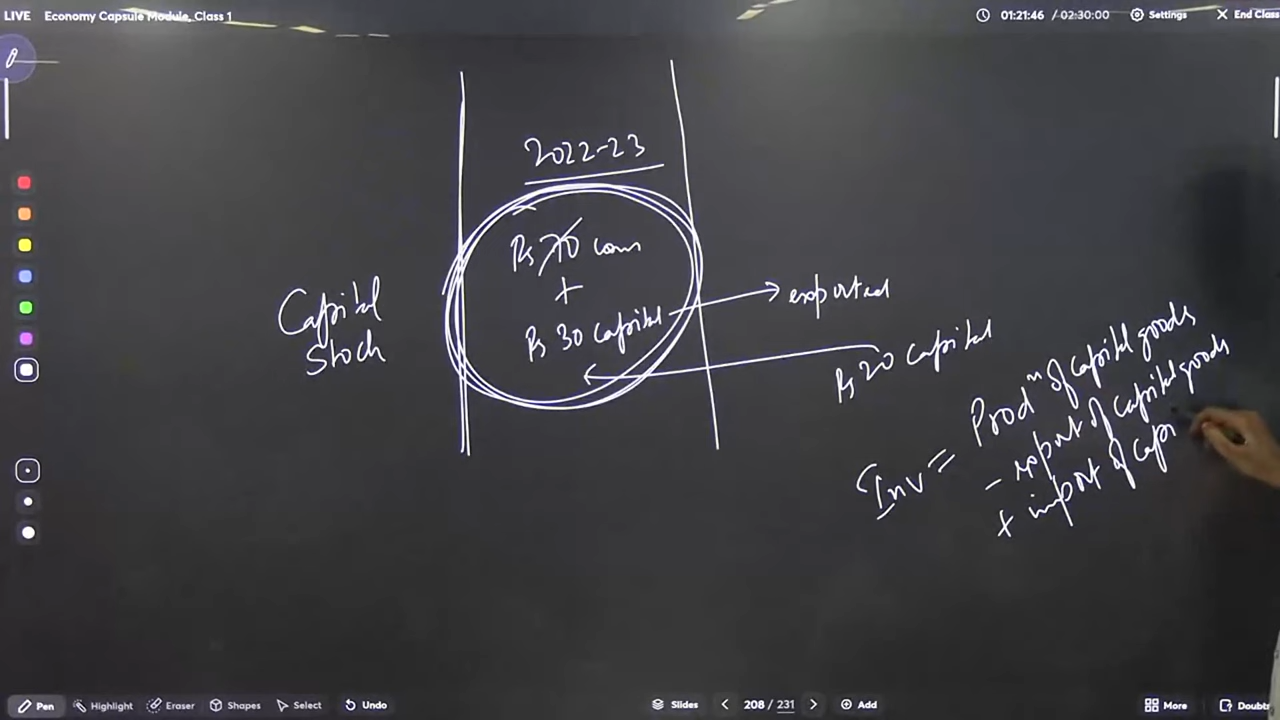 LIVE Economy Capsule Module, Class 1
01:21:46 / 02:30:00 Settings End Class
2022-23
Rs 70 con
+
Rs 30 Capital
exported
Capital
Stock
Rs 20 Capital
Inv = Prodn of capital goods
- export of capital goods
+ import of Capi
Pen Highlight Eraser Shapes Select Undo Slides 208 / 231 Add More Doubts